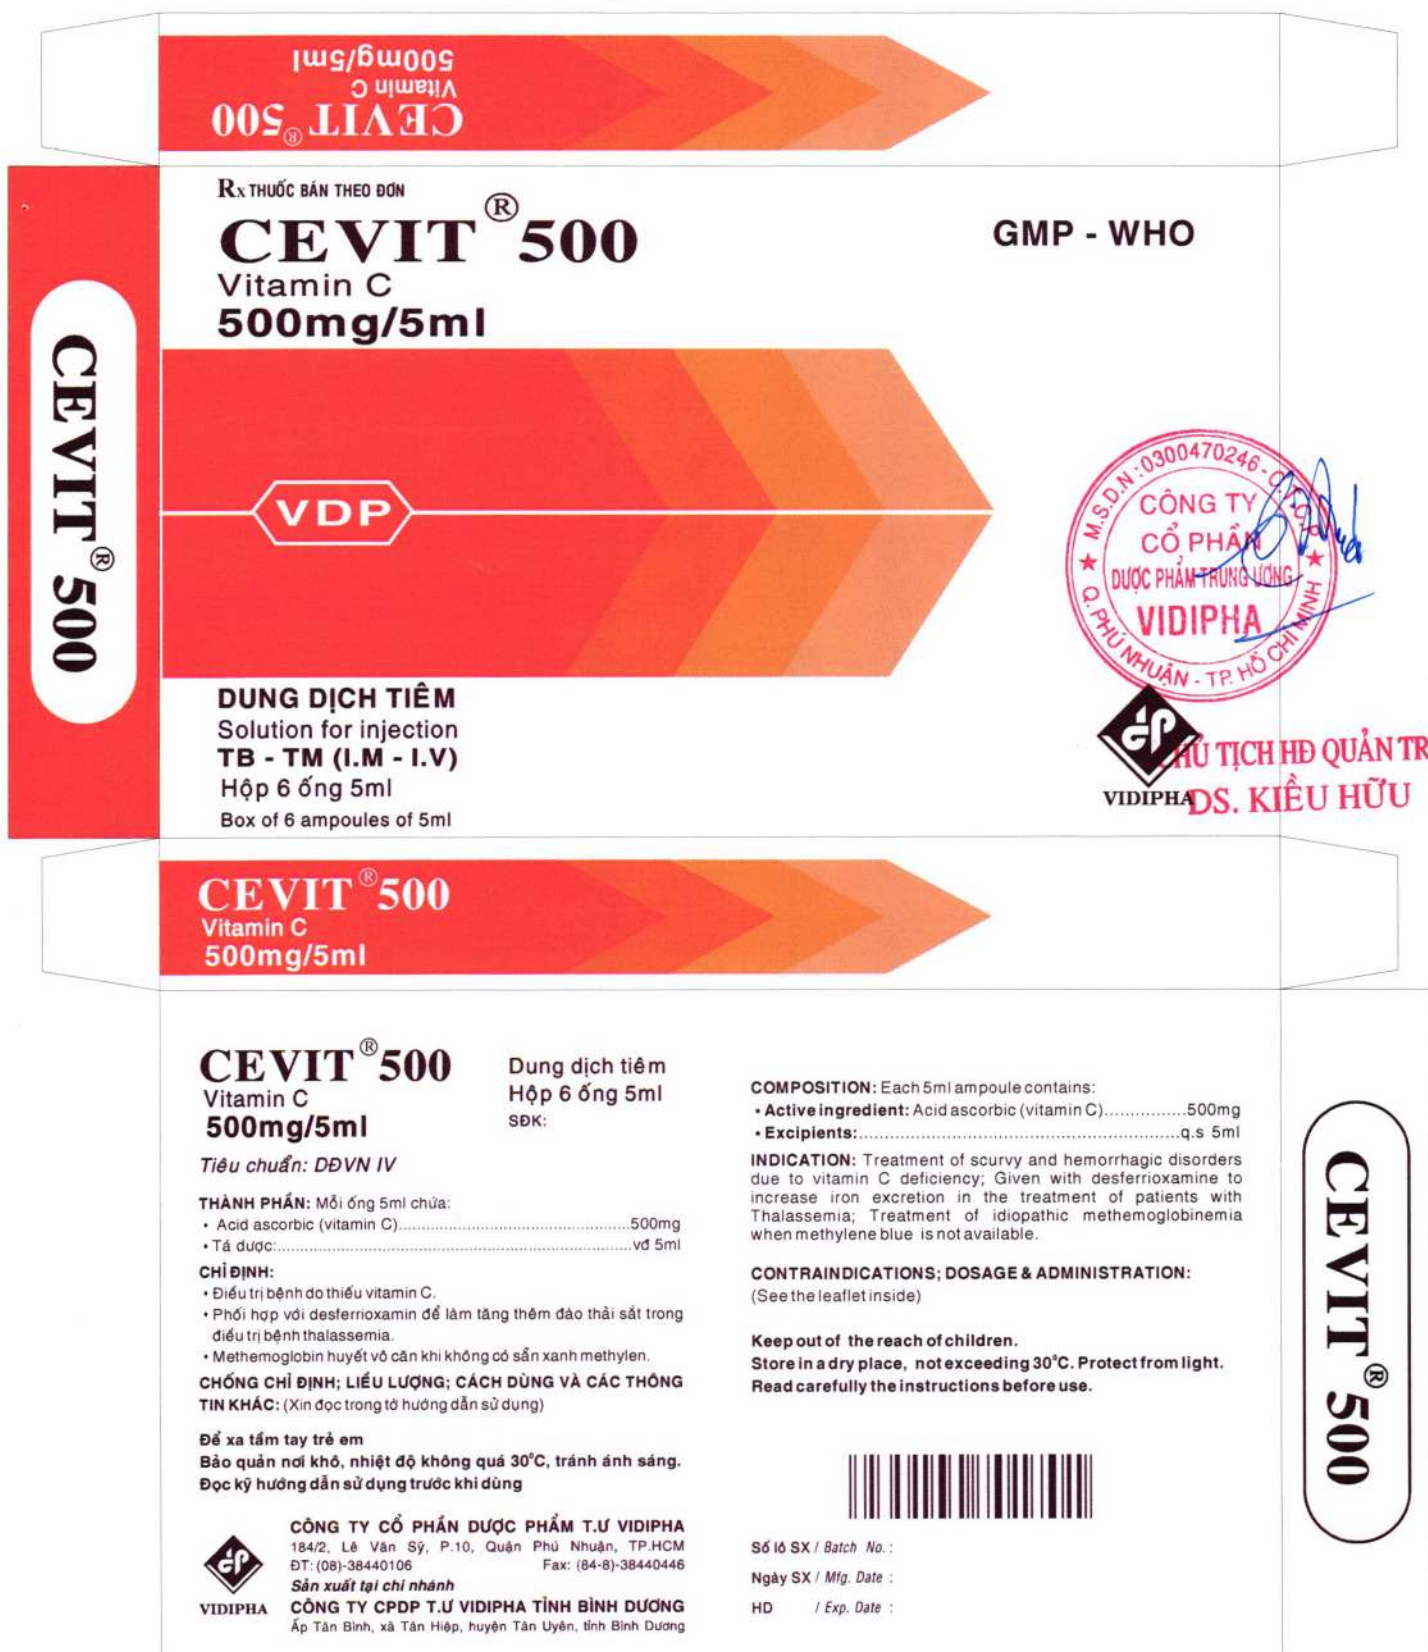 CEVIT®500
Vitamin C
500mg/5ml
Rx THUỐC BÁN THEO ĐƠN
CEVIT®500
Vitamin C
500mg/5ml
GMP - WHO
CEVIT®500
VDP
M.S.D.N:0300470246-C.T.C.P
CÔNG TY
CỔ PHẦN
DƯỢC PHẨM TRUNG ƯƠNG
VIDIPHA
Q. PHÚ NHUẬN - TP. HỒ CHÍ MINH
DUNG DỊCH TIÊM
Solution for injection
TB - TM (I.M - I.V)
Hộp 6 ống 5ml
Box of 6 ampoules of 5ml
VIDIPHA
TỊCH HĐ QUẢN TR
DS. KIỀU HỮU
CEVIT®500
Vitamin C
500mg/5ml
CEVIT®500
Vitamin C
500mg/5ml
Dung dịch tiêm
Hộp 6 ống 5ml
SĐK:
Tiêu chuẩn: DĐVN IV
THÀNH PHẦN: Mỗi ống 5ml chứa:
• Acid ascorbic (vitamin C)...............500mg
• Tá dược:...............vđ 5ml
CHỈ ĐỊNH:
• Điều trị bệnh do thiếu vitamin C.
• Phối hợp với desferrioxamin để làm tăng thêm đào thải sắt trong
điều trị bệnh thalassemia.
• Methemoglobin huyết vô căn khi không có sẵn xanh methylen.
CHỐNG CHỈ ĐỊNH; LIỀU LƯỢNG; CÁCH DÙNG VÀ CÁC THÔNG
TIN KHÁC: (Xin đọc trong tờ hướng dẫn sử dụng)
Để xa tầm tay trẻ em
Bảo quản nơi khô, nhiệt độ không quá 30°C, tránh ánh sáng.
Đọc kỹ hướng dẫn sử dụng trước khi dùng
VIDIPHA
CÔNG TY CỔ PHẦN DƯỢC PHẨM T.Ư VIDIPHA
184/2, Lê Văn Sỹ, P.10, Quận Phú Nhuận, TP.HCM
ĐT: (08)-38440106 Fax: (84-8)-38440446
Sản xuất tại chi nhánh
CÔNG TY CPDP T.Ư VIDIPHA TỈNH BÌNH DƯƠNG
Ấp Tân Bình, xã Tân Hiệp, huyện Tân Uyên, tỉnh Bình Dương
COMPOSITION: Each 5ml ampoule contains:
• Active ingredient: Acid ascorbic (vitamin C)...............500mg
• Excipients:...............q.s 5ml
INDICATION: Treatment of scurvy and hemorrhagic disorders
due to vitamin C deficiency; Given with desferrioxamine to
increase iron excretion in the treatment of patients with
Thalassemia; Treatment of idiopathic methemoglobinemia
when methylene blue is not available.
CONTRAINDICATIONS; DOSAGE & ADMINISTRATION:
(See the leaflet inside)
Keep out of the reach of children.
Store in a dry place, not exceeding 30°C. Protect from light.
Read carefully the instructions before use.
Số lô SX / Batch No. :
Ngày SX / Mfg. Date :
HD / Exp. Date :
CEVIT®500